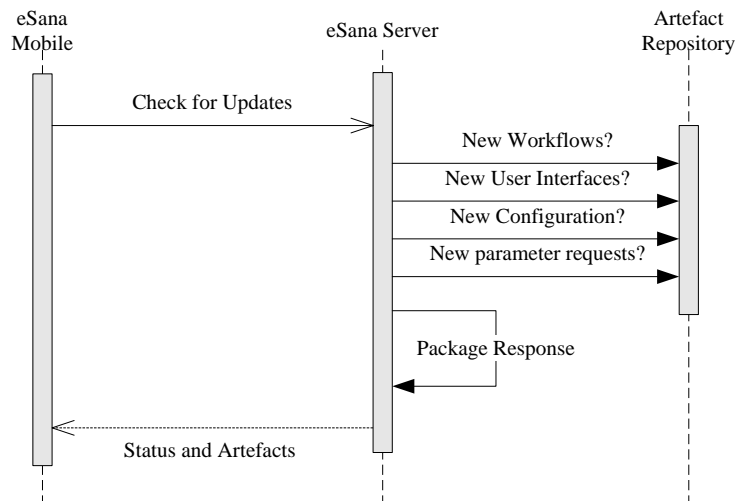 eSana
Mobile
eSana Server
Artefact
Repository
Check for Updates
New Workflows?
New User Interfaces?
New Configuration?
New parameter requests?
Package Response
Status and Artefacts